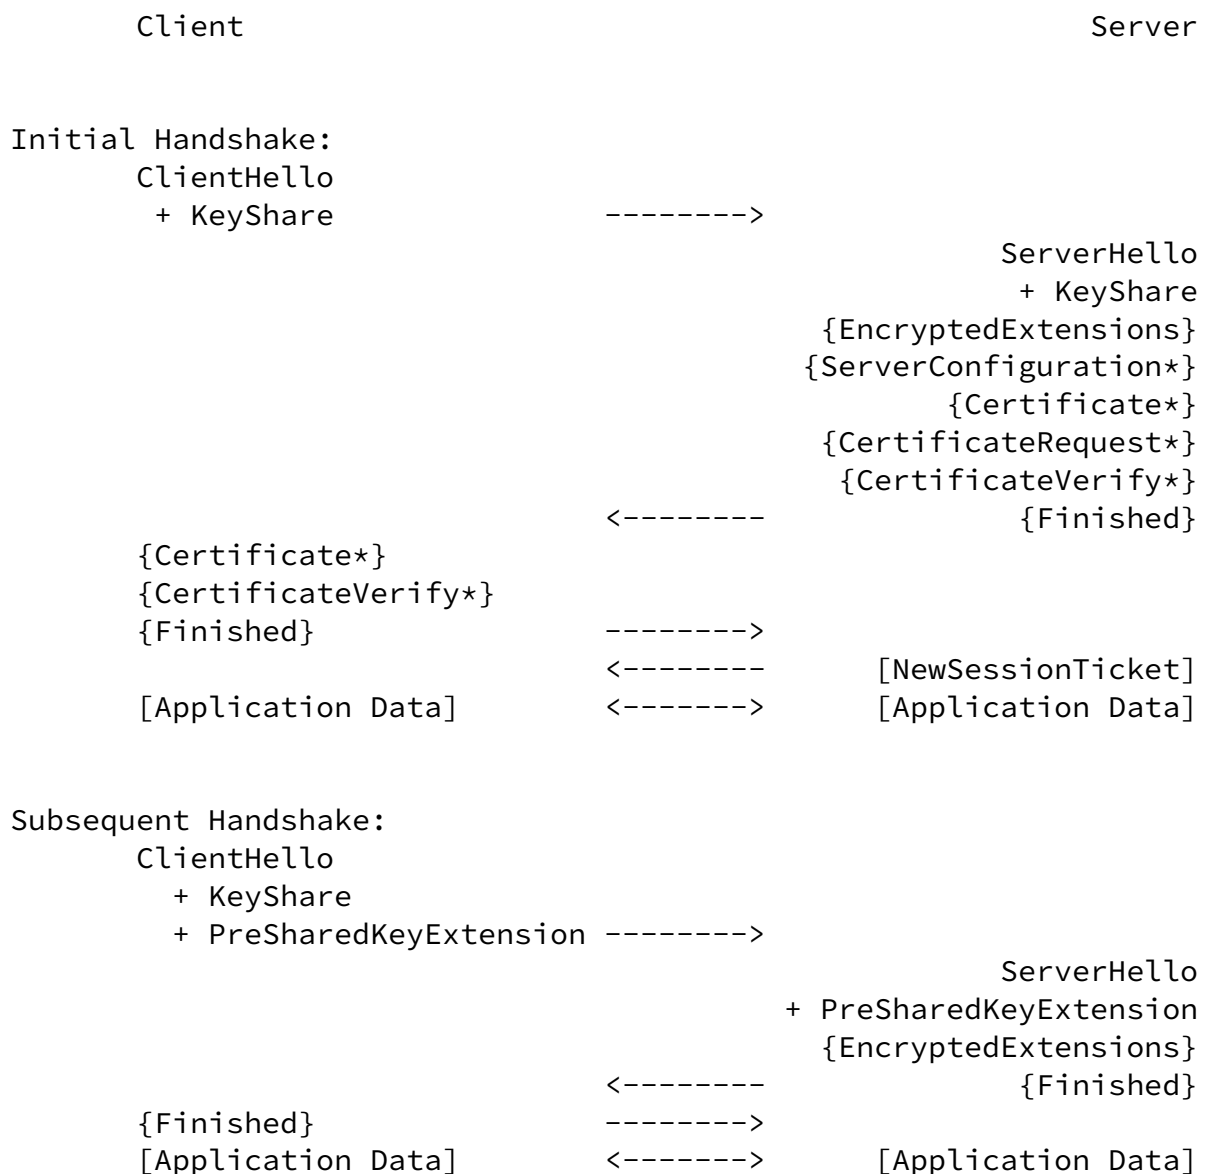 Client                                               Server
Initial Handshake:
ClientHello
+ KeyShare               -------->
ServerHello
+ KeyShare
{EncryptedExtensions}
{ServerConfiguration*}
{Certificate*}
{CertificateRequest*}
{CertificateVerify*}
<--------              {Finished}
{Certificate*}
{CertificateVerify*}
{Finished}                -------->
<--------      [NewSessionTicket]
[Application Data]        <------->      [Application Data]
Subsequent Handshake:
ClientHello
+ KeyShare
+ PreSharedKeyExtension -------->
ServerHello
+ PreSharedKeyExtension
{EncryptedExtensions}
<--------              {Finished}
{Finished}                -------->
[Application Data]        <------->      [Application Data]